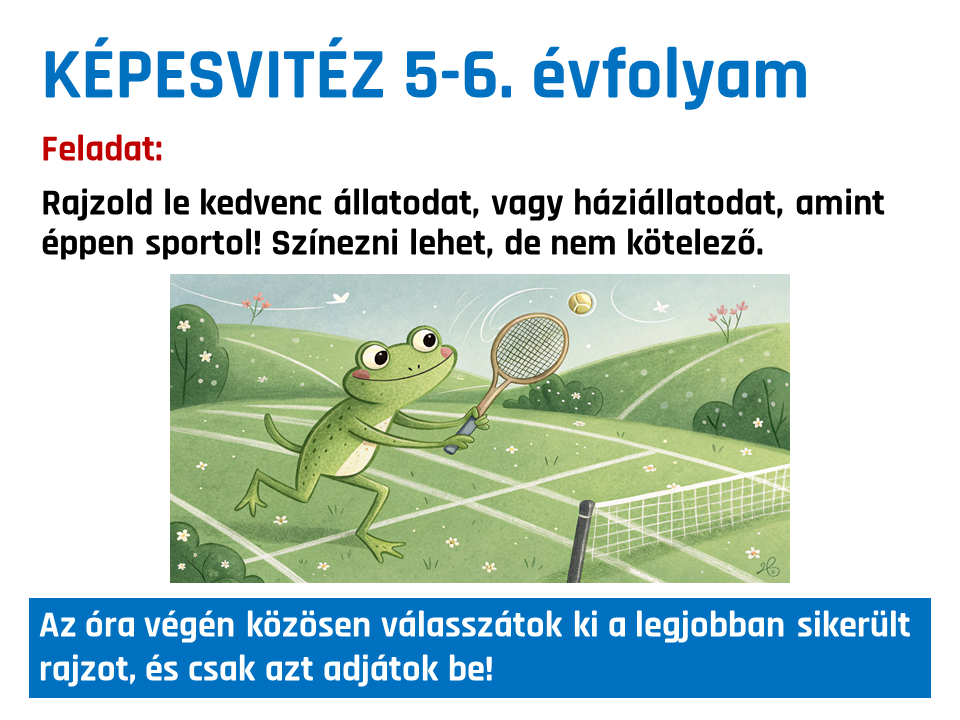 KÉPESVITÉZ 5-6. évfolyam
Feladat:
Rajzold le kedvenc állatodat, vagy háziállatodat, amint
éppen sportol! Színezni lehet, de nem kötelező.
Az óra végén közösen válasszátok ki a legjobban sikerült
rajzot, és csak azt adjátok be!